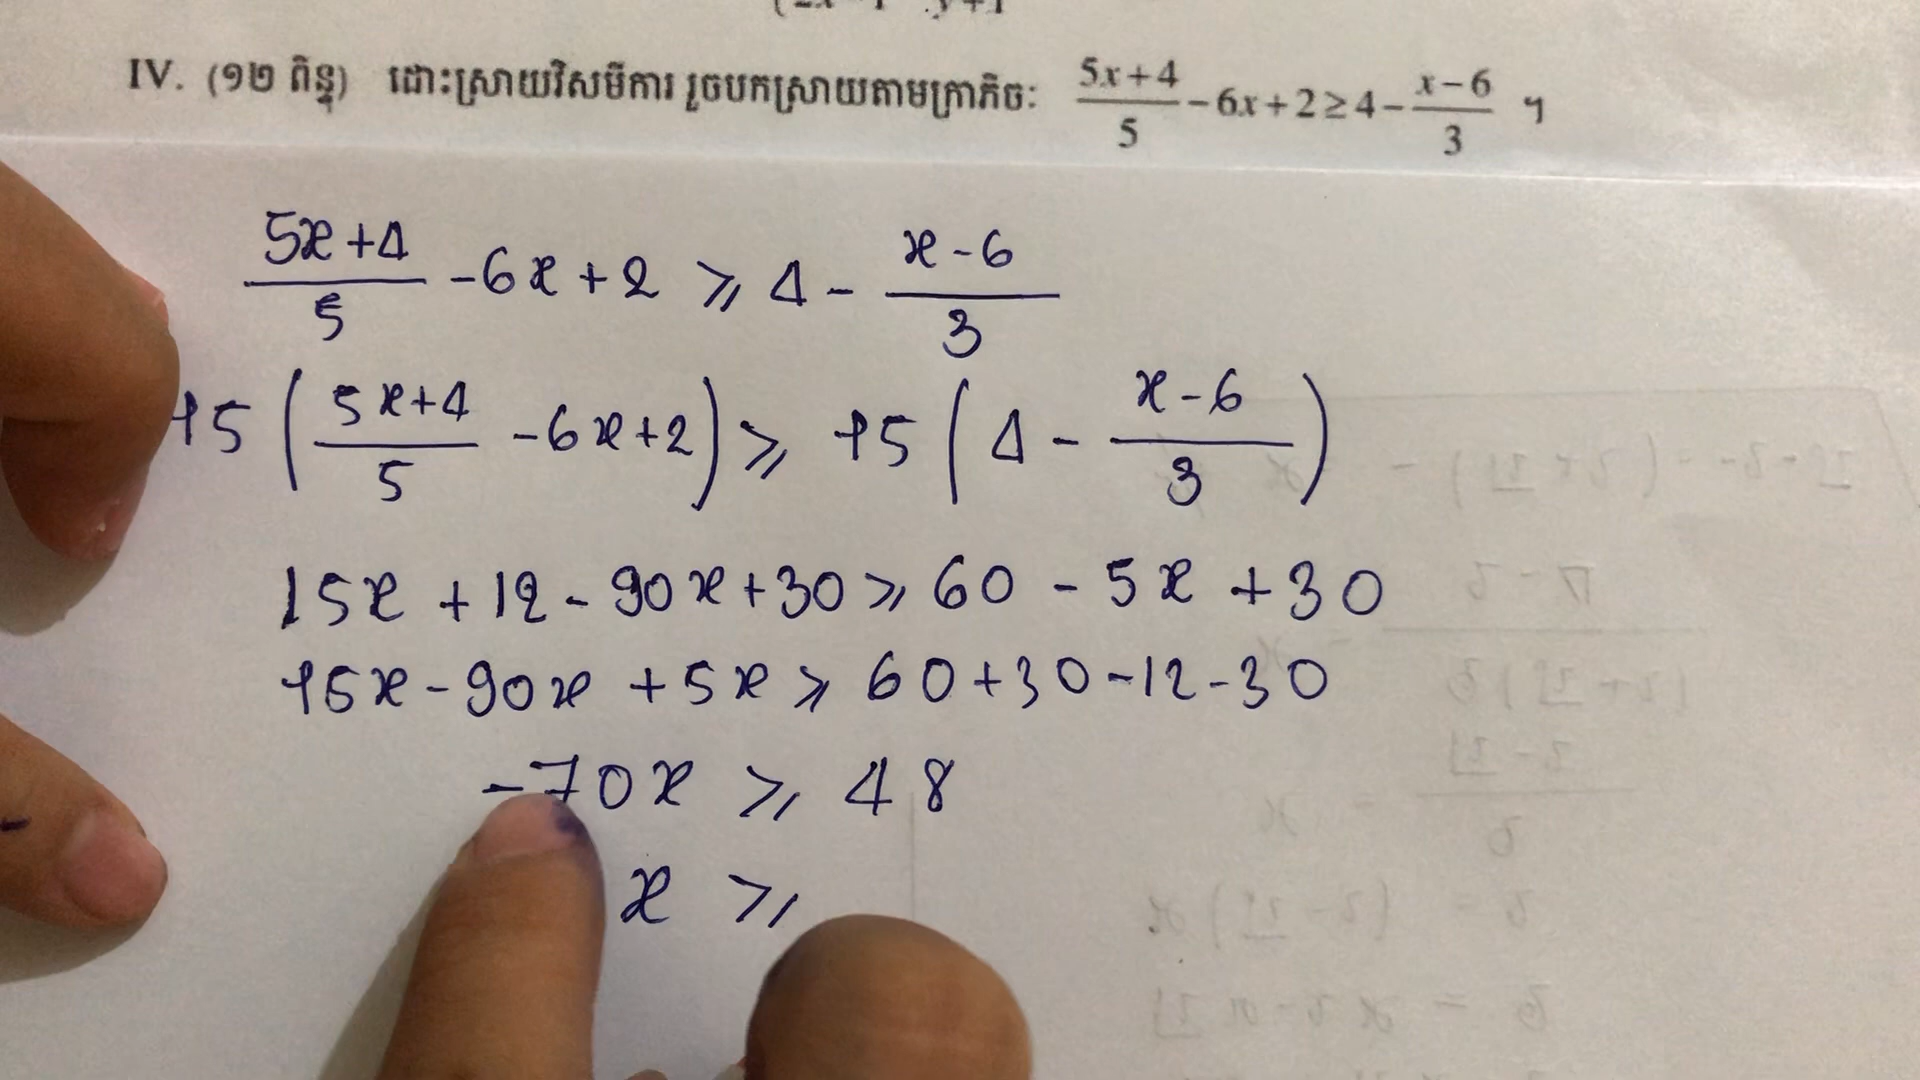 IV. (១២ ពិន្ទុ) ដោះស្រាយវិសមីការ រួចបកស្រាយតាមក្រាភិច: (5x+4)/5 - 6x + 2 ≥ 4 - (x-6)/3 ។
(5x+4)/5 - 6x + 2 ≥ 4 - (x-6)/3
15 ( (5x+4)/5 - 6x + 2 ) ≥ 15 ( 4 - (x-6)/3 )
15x + 12 - 90x + 30 ≥ 60 - 5x + 30
15x - 90x + 5x ≥ 60 + 30 - 12 - 30
-70x ≥ 48
x ≥